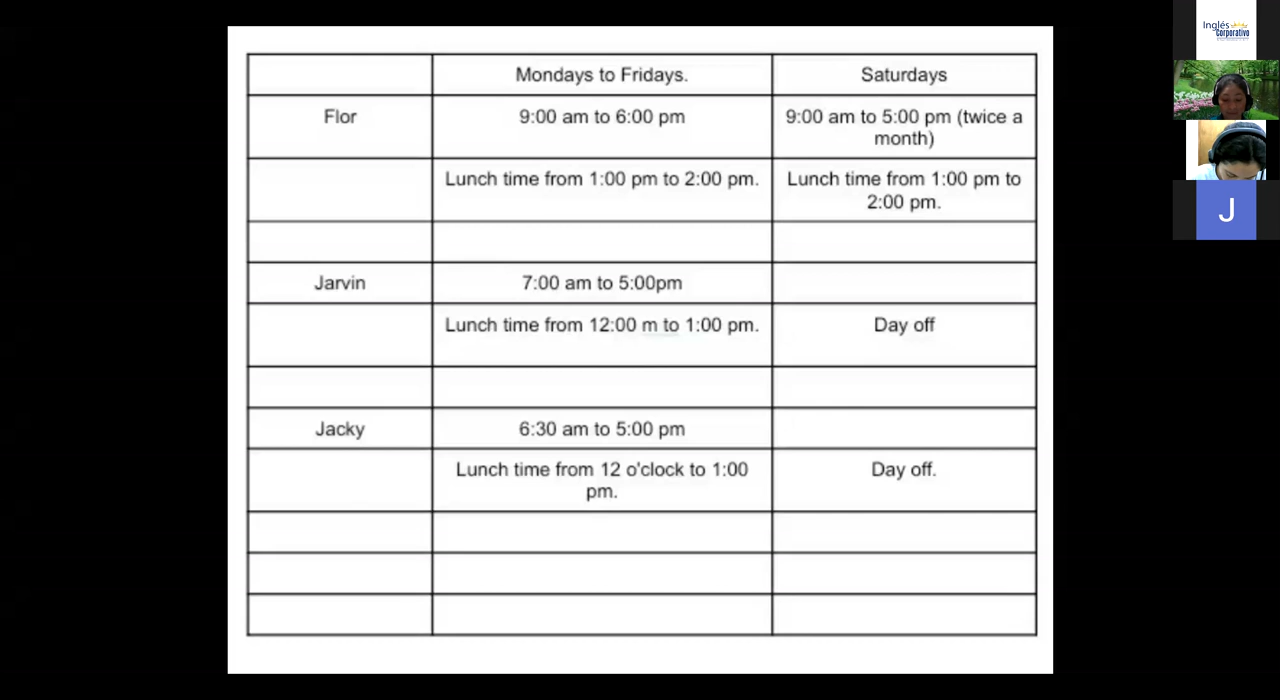 Mondays to Fridays.
Saturdays
Flor
9:00 am to 6:00 pm
9:00 am to 5:00 pm (twice a
month)
Lunch time from 1:00 pm to 2:00 pm.
Lunch time from 1:00 pm to
2:00 pm.
Jarvin
7:00 am to 5:00pm
Lunch time from 12:00 m to 1:00 pm.
Day off
Jacky
6:30 am to 5:00 pm
Lunch time from 12 o'clock to 1:00
pm.
Day off.
Inglés
Corporativo
J